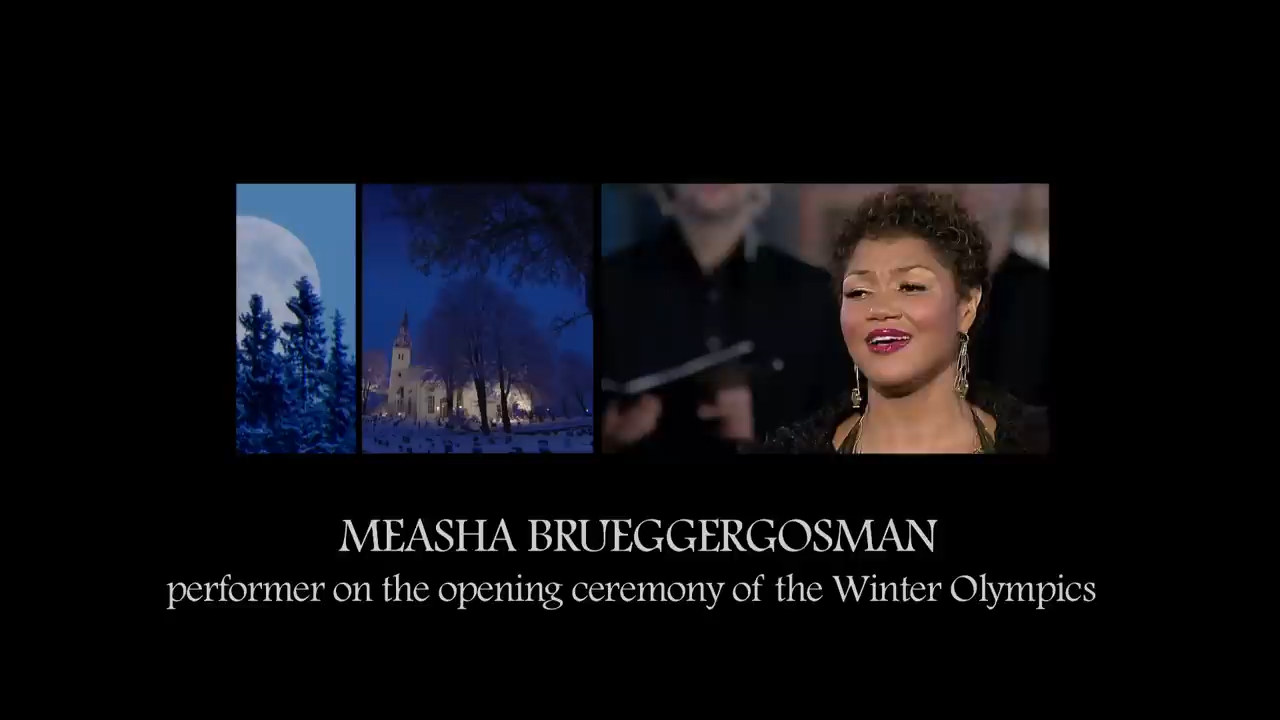 MEASHA BRUEGGERGOSMAN
performer on the opening ceremony of the Winter Olympics